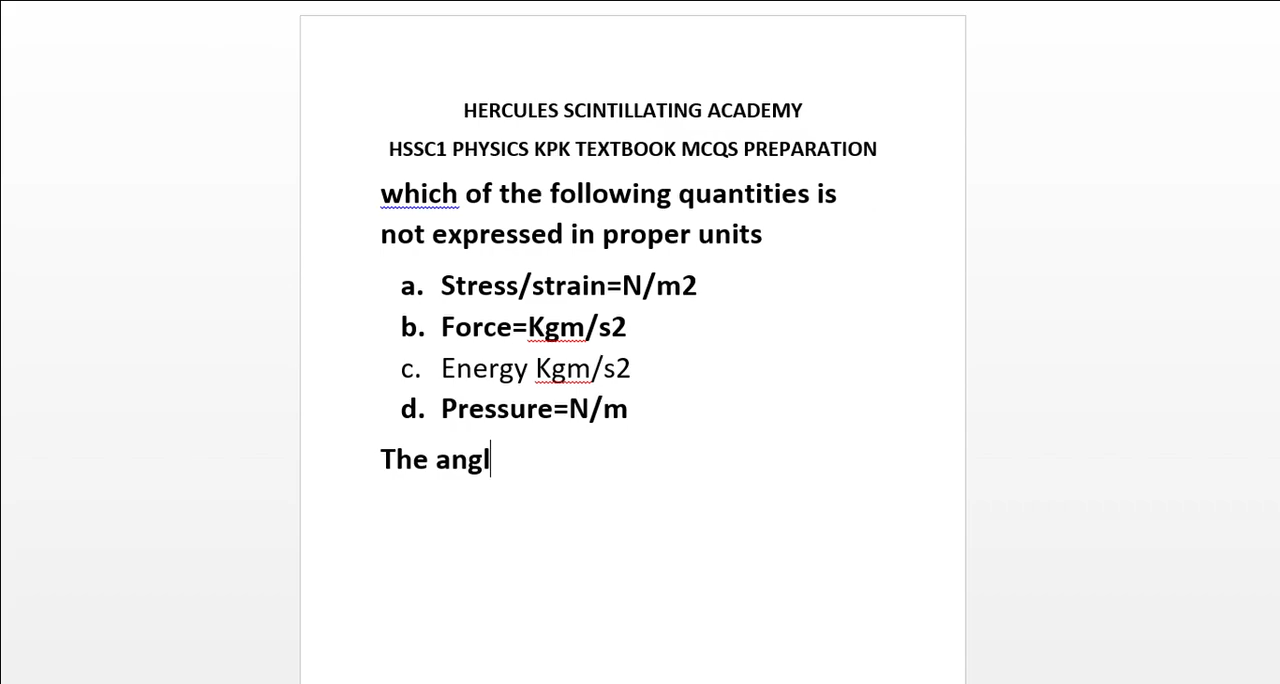 HERCULES SCINTILLATING ACADEMY
HSSC1 PHYSICS KPK TEXTBOOK MCQS PREPARATION
which of the following quantities is
not expressed in proper units
a. Stress/strain=N/m2
b. Force=Kgm/s2
c. Energy Kgm/s2
d. Pressure=N/m
The angl